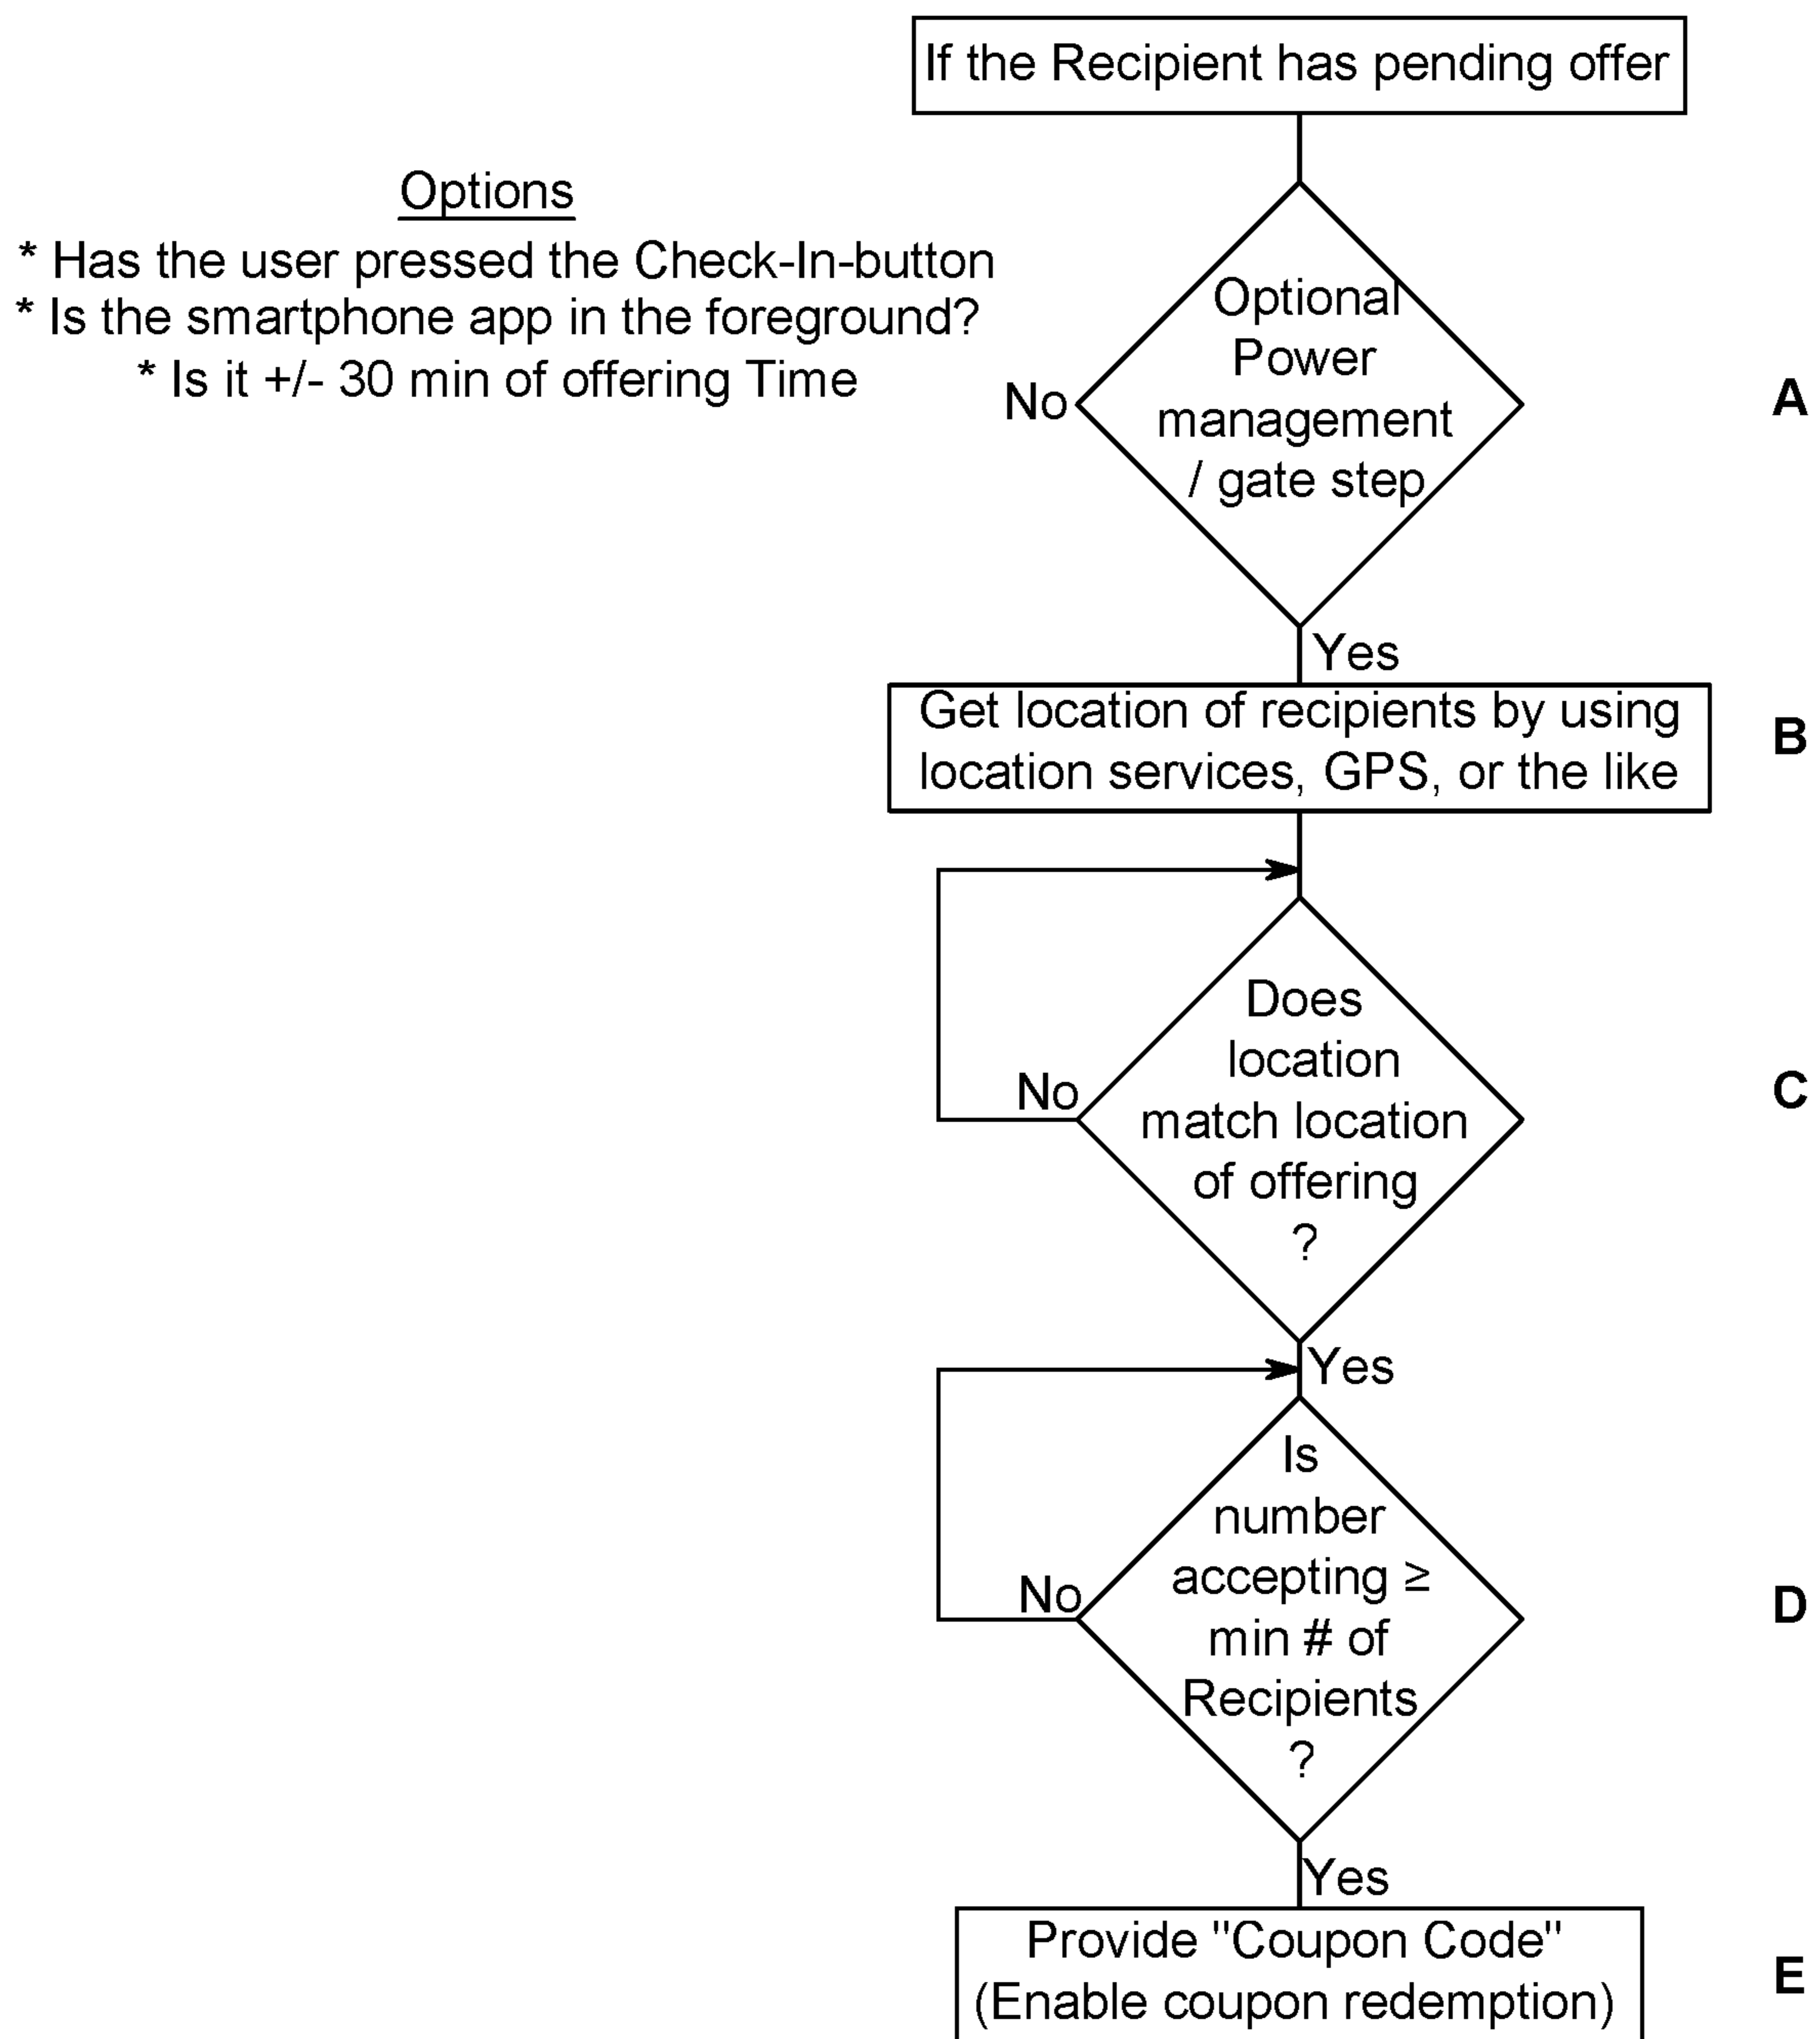 If the Recipient has pending offer
Options
* Has the user pressed the Check-In-button
* Is the smartphone app in the foreground?
* Is it +/- 30 min of offering Time
Optional
Power
management
/ gate step
No
A
Yes
Get location of recipients by using
location services, GPS, or the like
B
Does
location
match location
of offering
?
No
C
Yes
Is
number
accepting ≥
min # of
Recipients
?
No
D
Yes
Provide "Coupon Code"
(Enable coupon redemption)
E